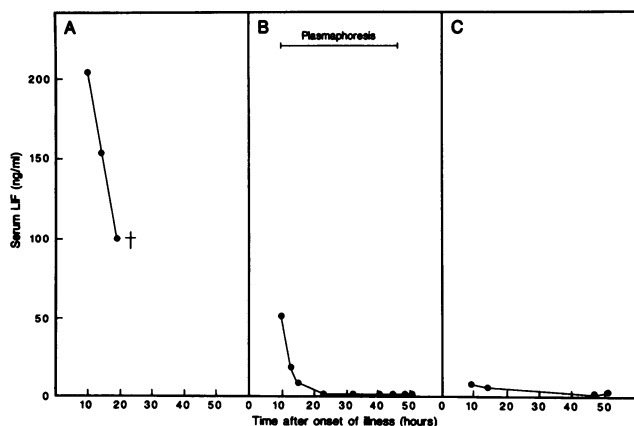 A
B
C
Plasmaphoresis
Serum LIF (ng/ml)
200
150
100
50
0
†
10 20 30 40 50
0 10 20 30 40 50
0 10 20 30 40 50
Time after onset of illness (hours)